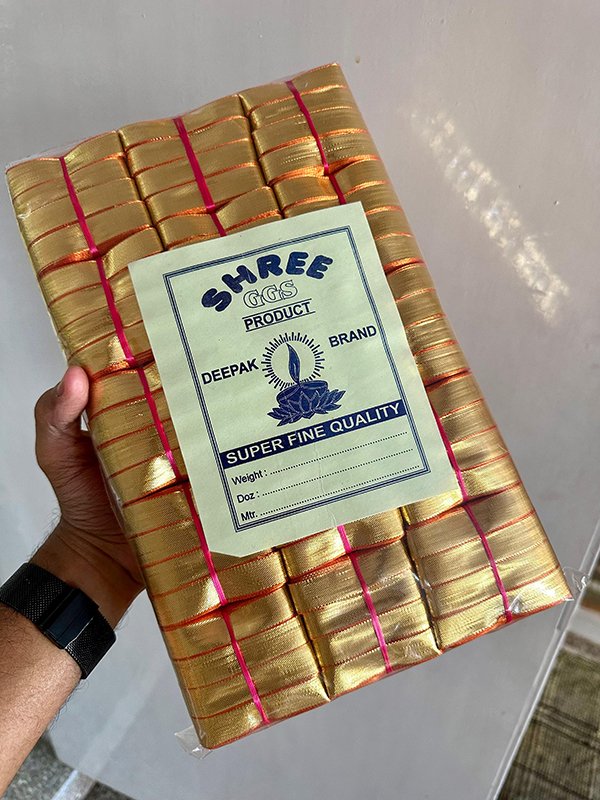 SHREE
GGS
PRODUCT
DEEPAK BRAND
SUPER FINE QUALITY
Weight : ........................................
Doz : ........................................
Mtr. ........................................